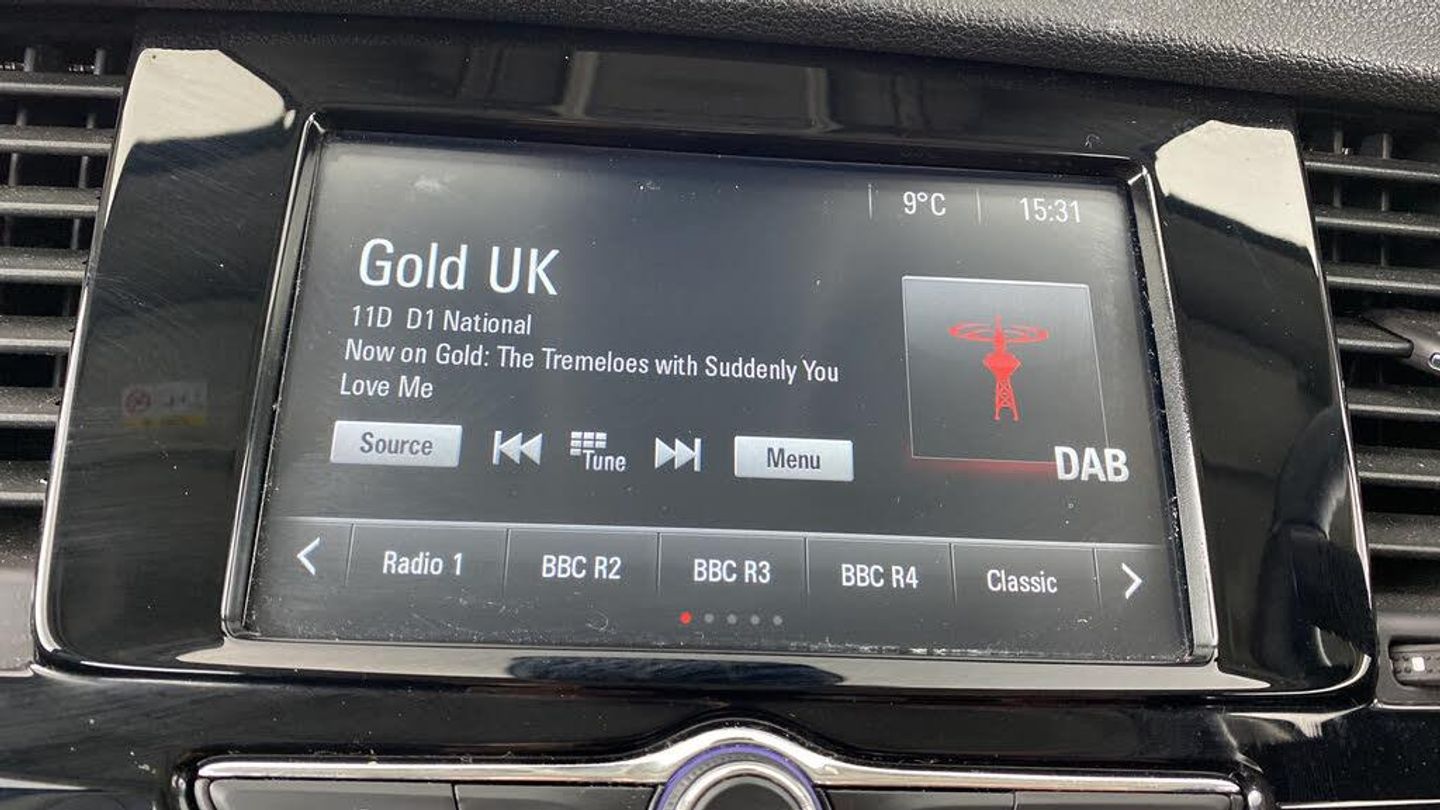 9°C 15:31
Gold UK
11D D1 National
Now on Gold: The Tremeloes with Suddenly You
Love Me
Source Tune Menu
DAB
Radio 1 BBC R2 BBC R3 BBC R4 Classic